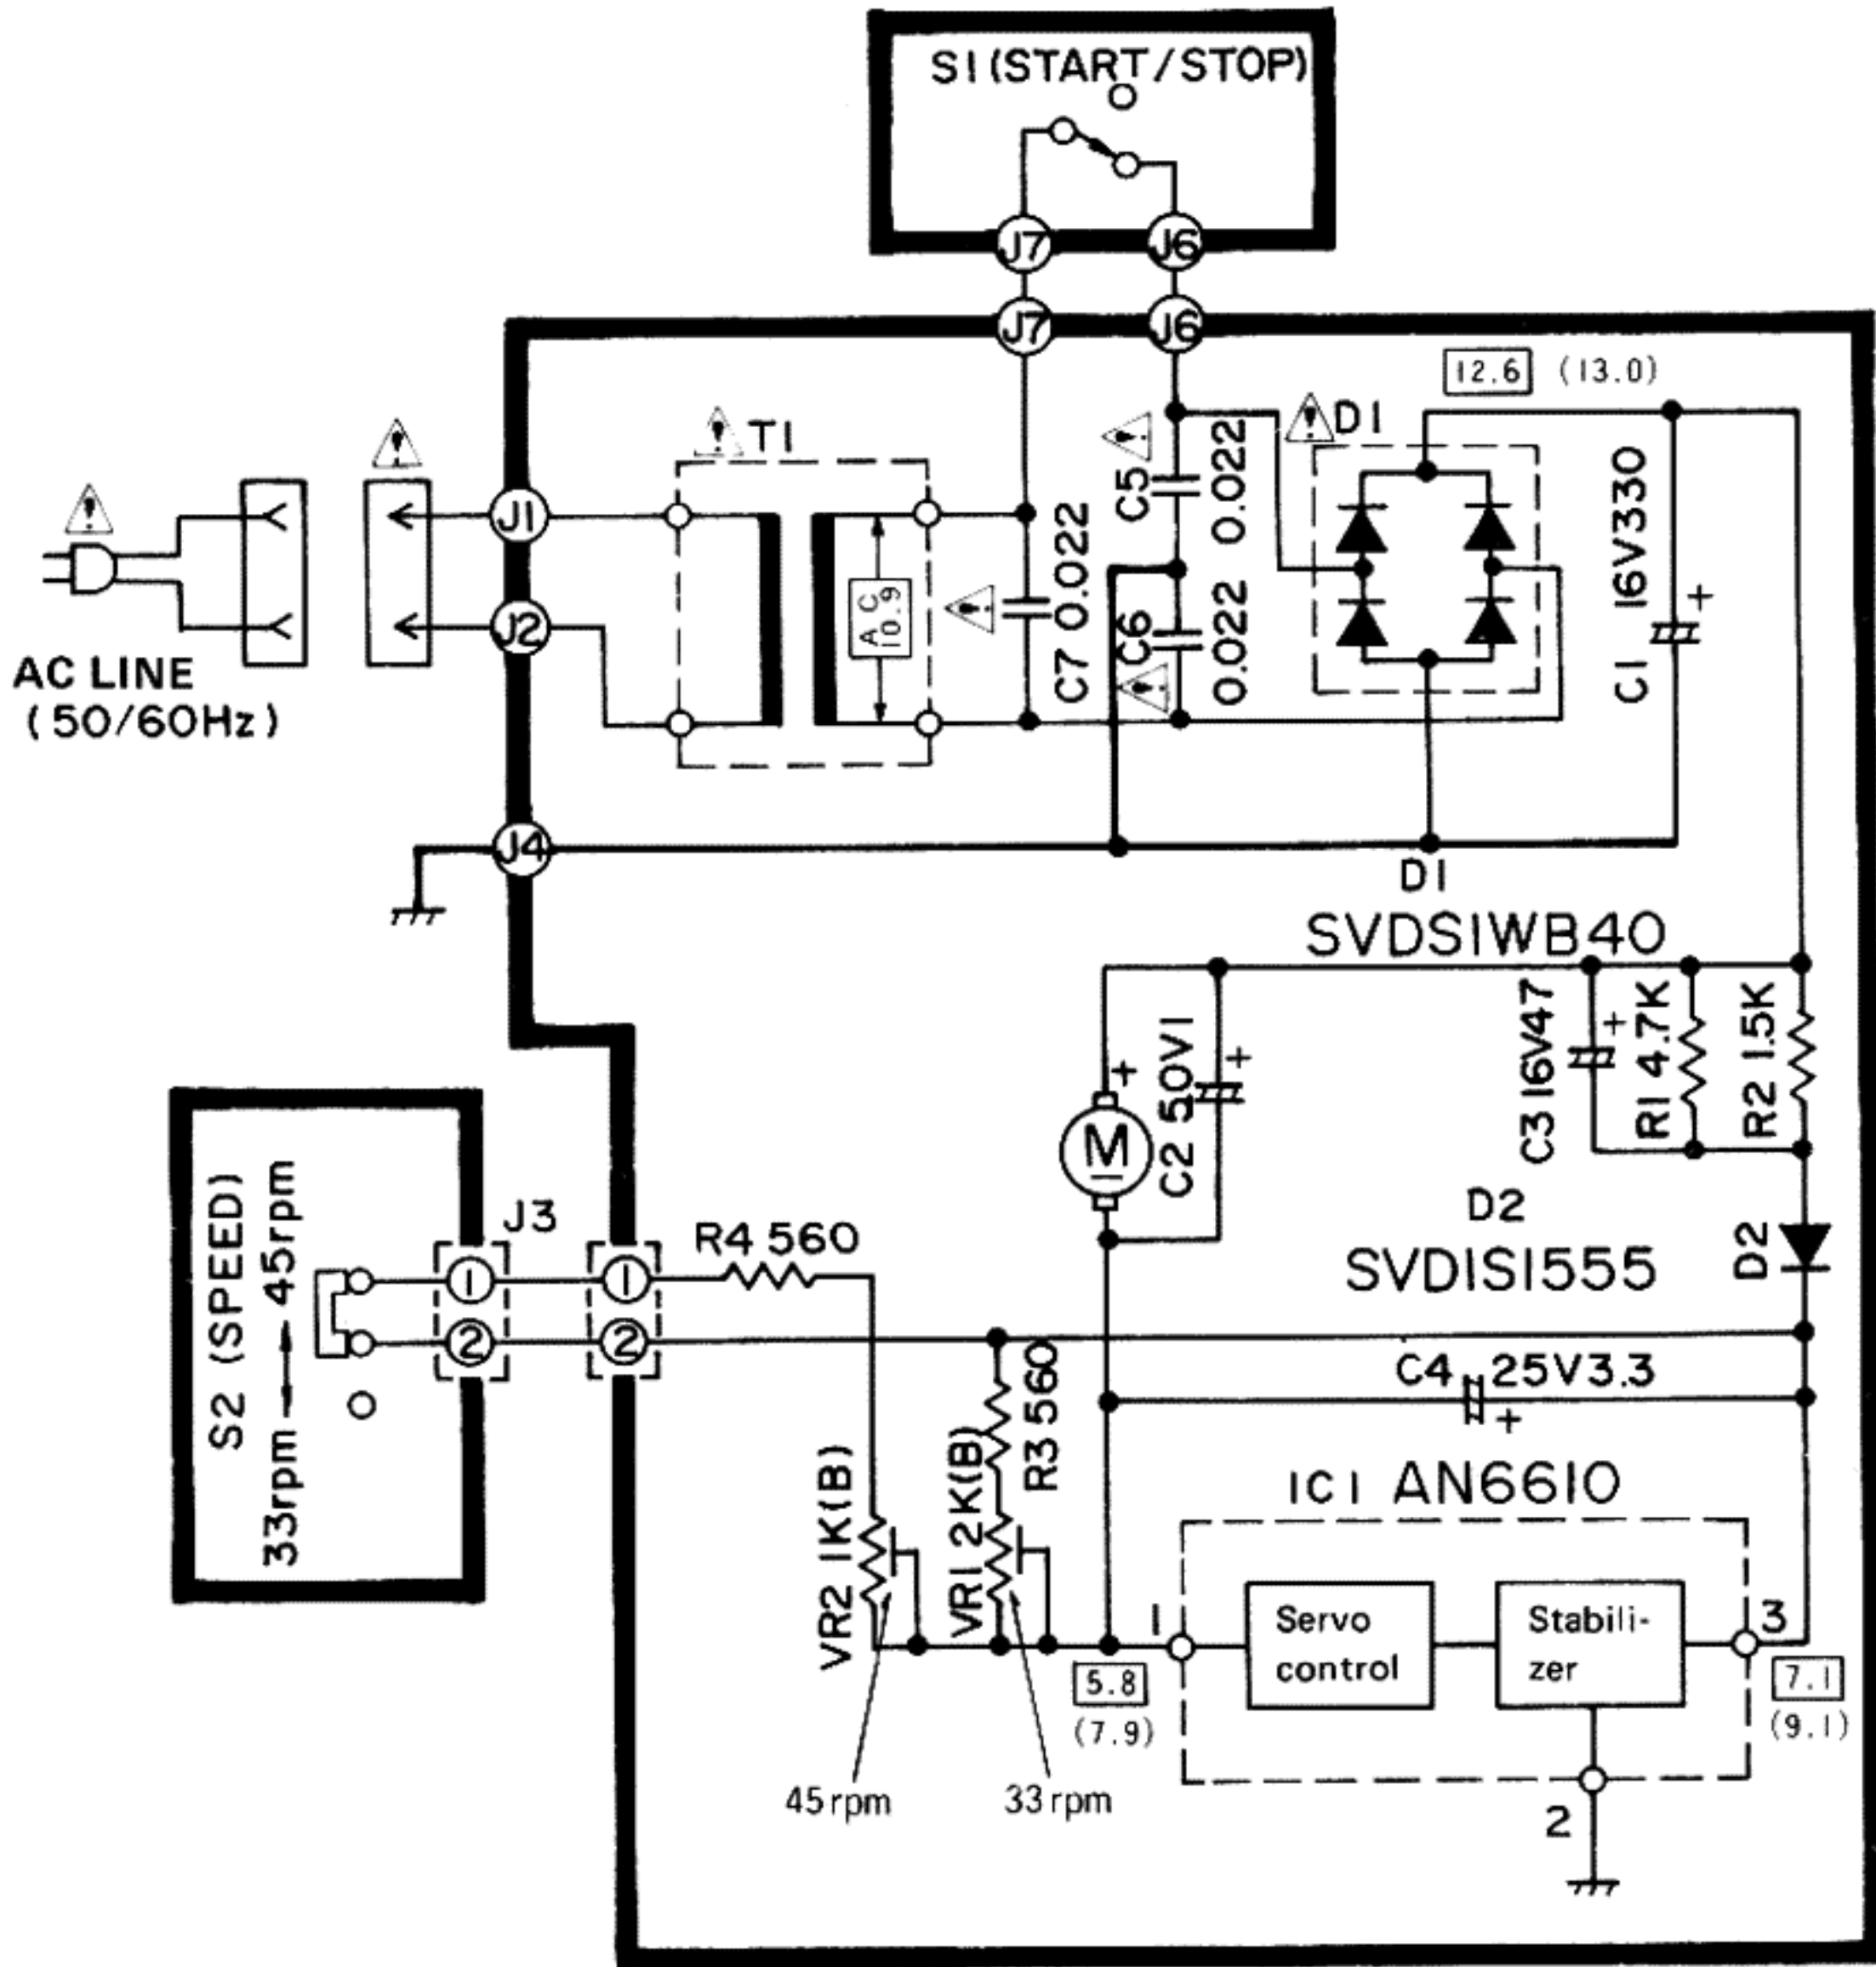 S1 (START/STOP)
J7
J6
J7
J6
12.6 (13.0)
! T1
! D1
!
!
! C5 0.022
C1 16V330
+
J1
AC 10.9
! C7 0.022
! C6 0.022
J2
AC LINE
(50/60Hz)
J4
D1
SVDS1WB40
C3 16V47
+
R1 4.7K
R2 1.5K
+
C2 50V1
+
M
S2 (SPEED)
33rpm ↔ 45rpm
J3
R4 560
D2
SVD1S1555
D2
1
1
2
2
R3 560
C4 25V3.3
+
VR2 1K(B)
VR1 2K(B)
IC1 AN6610
1
Servo
control
Stabili-
zer
3
5.8
(7.9)
7.1
(9.1)
45rpm
33rpm
2